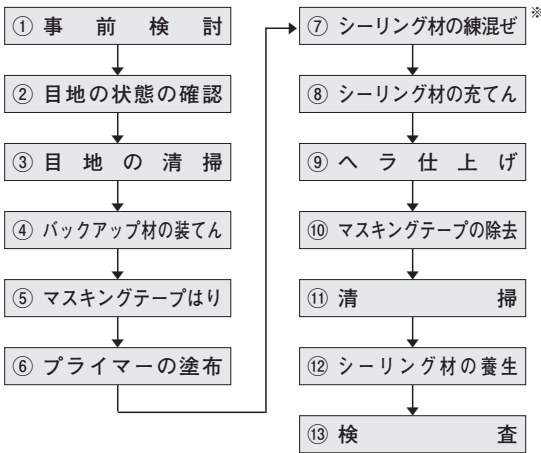 ① 事前検討
② 目地の状態の確認
③ 目地の清掃
④ バックアップ材の装てん
⑤ マスキングテープはり
⑥ プライマーの塗布
⑦ シーリング材の練混ぜ ※
⑧ シーリング材の充てん
⑨ ヘラ仕上げ
⑩ マスキングテープの除去
⑪ 清掃
⑫ シーリング材の養生
⑬ 検査